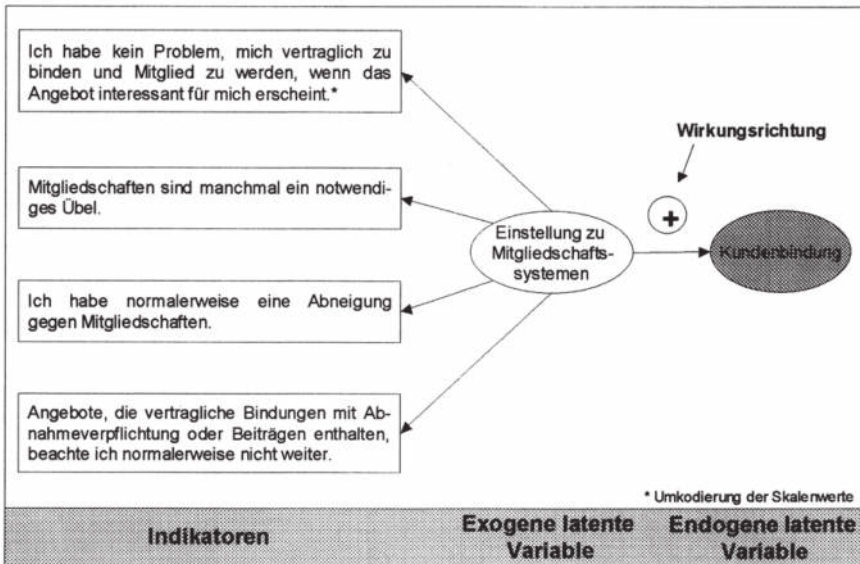 Ich habe kein Problem, mich vertraglich zu
binden und Mitglied zu werden, wenn das
Angebot interessant für mich erscheint.*
Wirkungsrichtung
Mitgliedschaften sind manchmal ein notwendi-
ges Übel.
+
Einstellung zu
Mitgliedschafts-
systemen
Kundenbindung
Ich habe normalerweise eine Abneigung
gegen Mitgliedschaften.
Angebote, die vertragliche Bindungen mit Ab-
nahmeverpflichtung oder Beiträgen enthalten,
beachte ich normalerweise nicht weiter.
* Umkodierung der Skalenwerte
Indikatoren
Exogene latente
Variable
Endogene latente
Variable